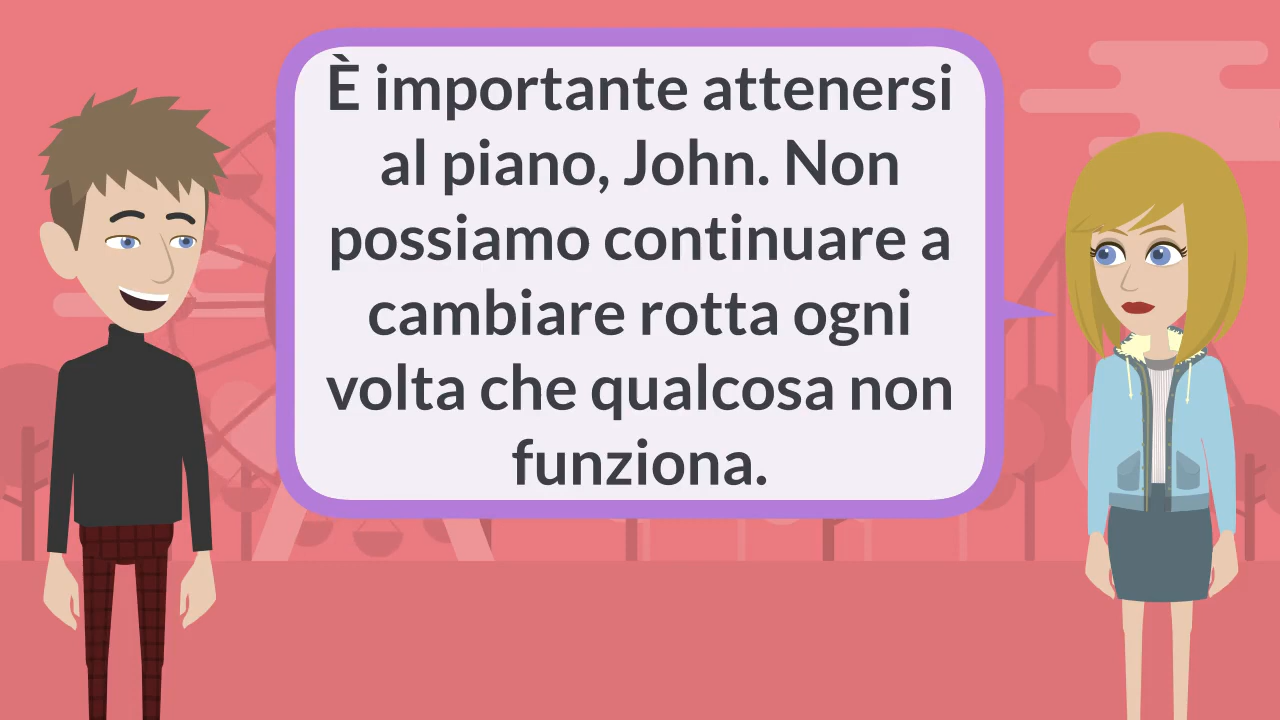 È importante attenersi
al piano, John. Non
possiamo continuare a
cambiare rotta ogni
volta che qualcosa non
funziona.